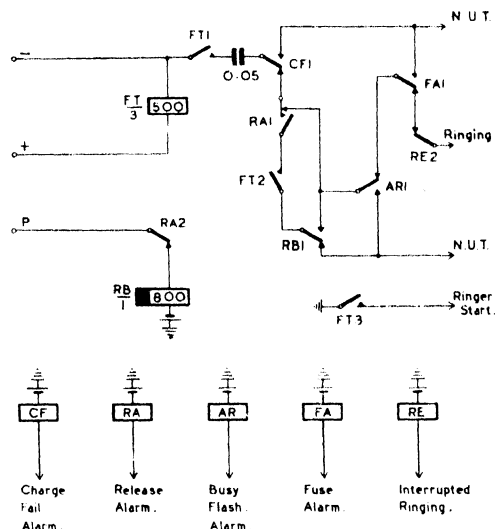 N.U.T.
FT1
–
0.05
CF1
FA1
FT
3
500
RA1
RE2
Ringing
+
FT2
AR1
P
RA2
RB1
N.U.T.
RB
1
800
FT3
Ringer
Start.
CF
RA
AR
FA
RE
Charge
Fail
Alarm.
Release
Alarm.
Busy
Flash.
Alarm
Fuse
Alarm.
Interrupted
Ringing.